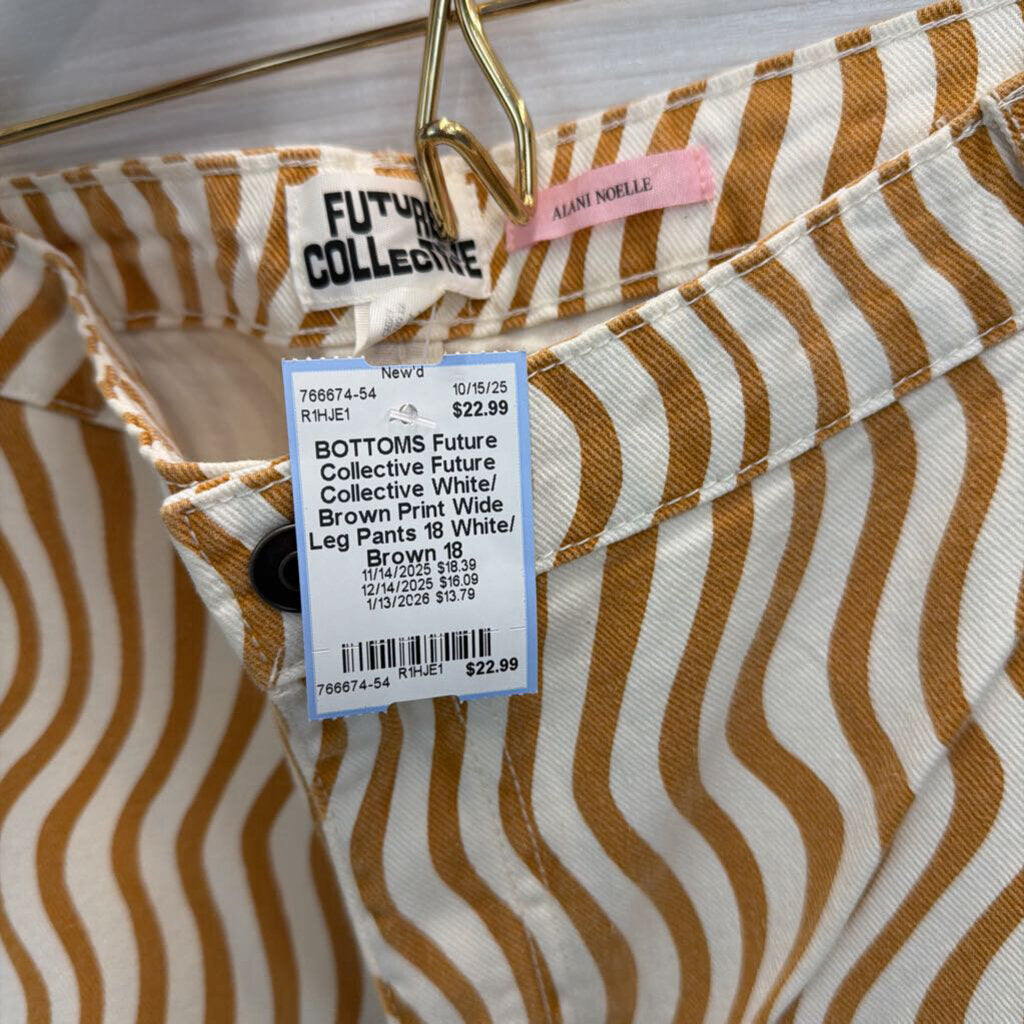 FUTURE
COLLECTIVE
ALANI NOELLE
New'd
766674-54 10/15/25
R1HJE1 $22.99
BOTTOMS Future
Collective Future
Collective White/
Brown Print Wide
Leg Pants 18 White/
Brown 18
11/14/2025 $18.39
12/14/2025 $16.09
1/13/2026 $13.79
766674-54 R1HJE1 $22.99